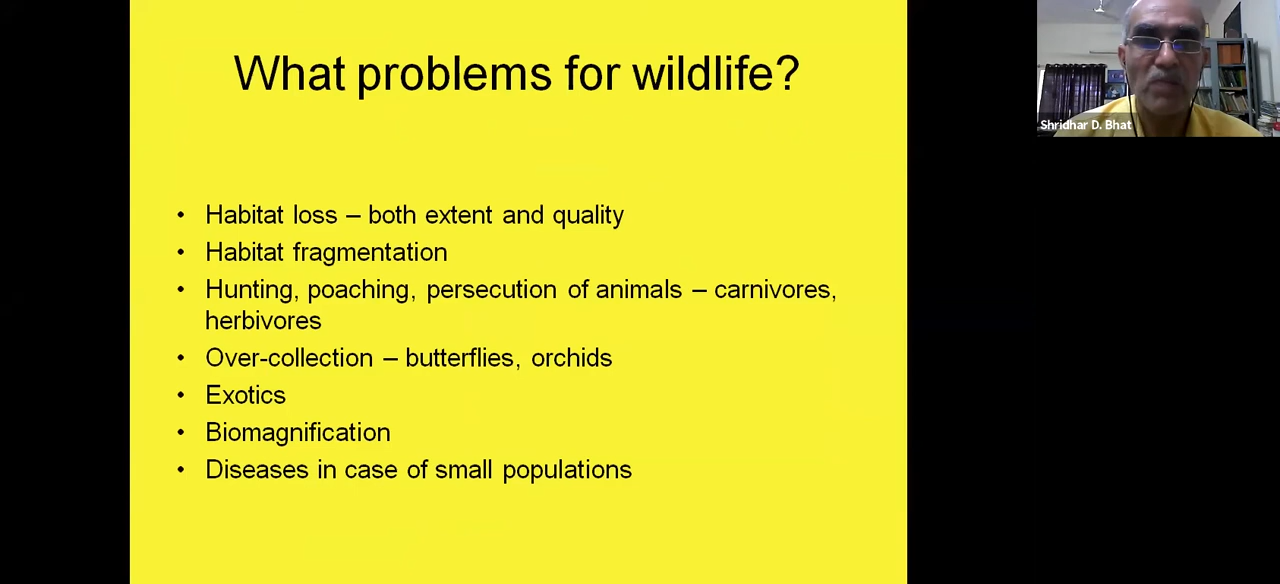 What problems for wildlife?
Shridhar D. Bhat
• Habitat loss – both extent and quality
• Habitat fragmentation
• Hunting, poaching, persecution of animals – carnivores,
herbivores
• Over-collection – butterflies, orchids
• Exotics
• Biomagnification
• Diseases in case of small populations